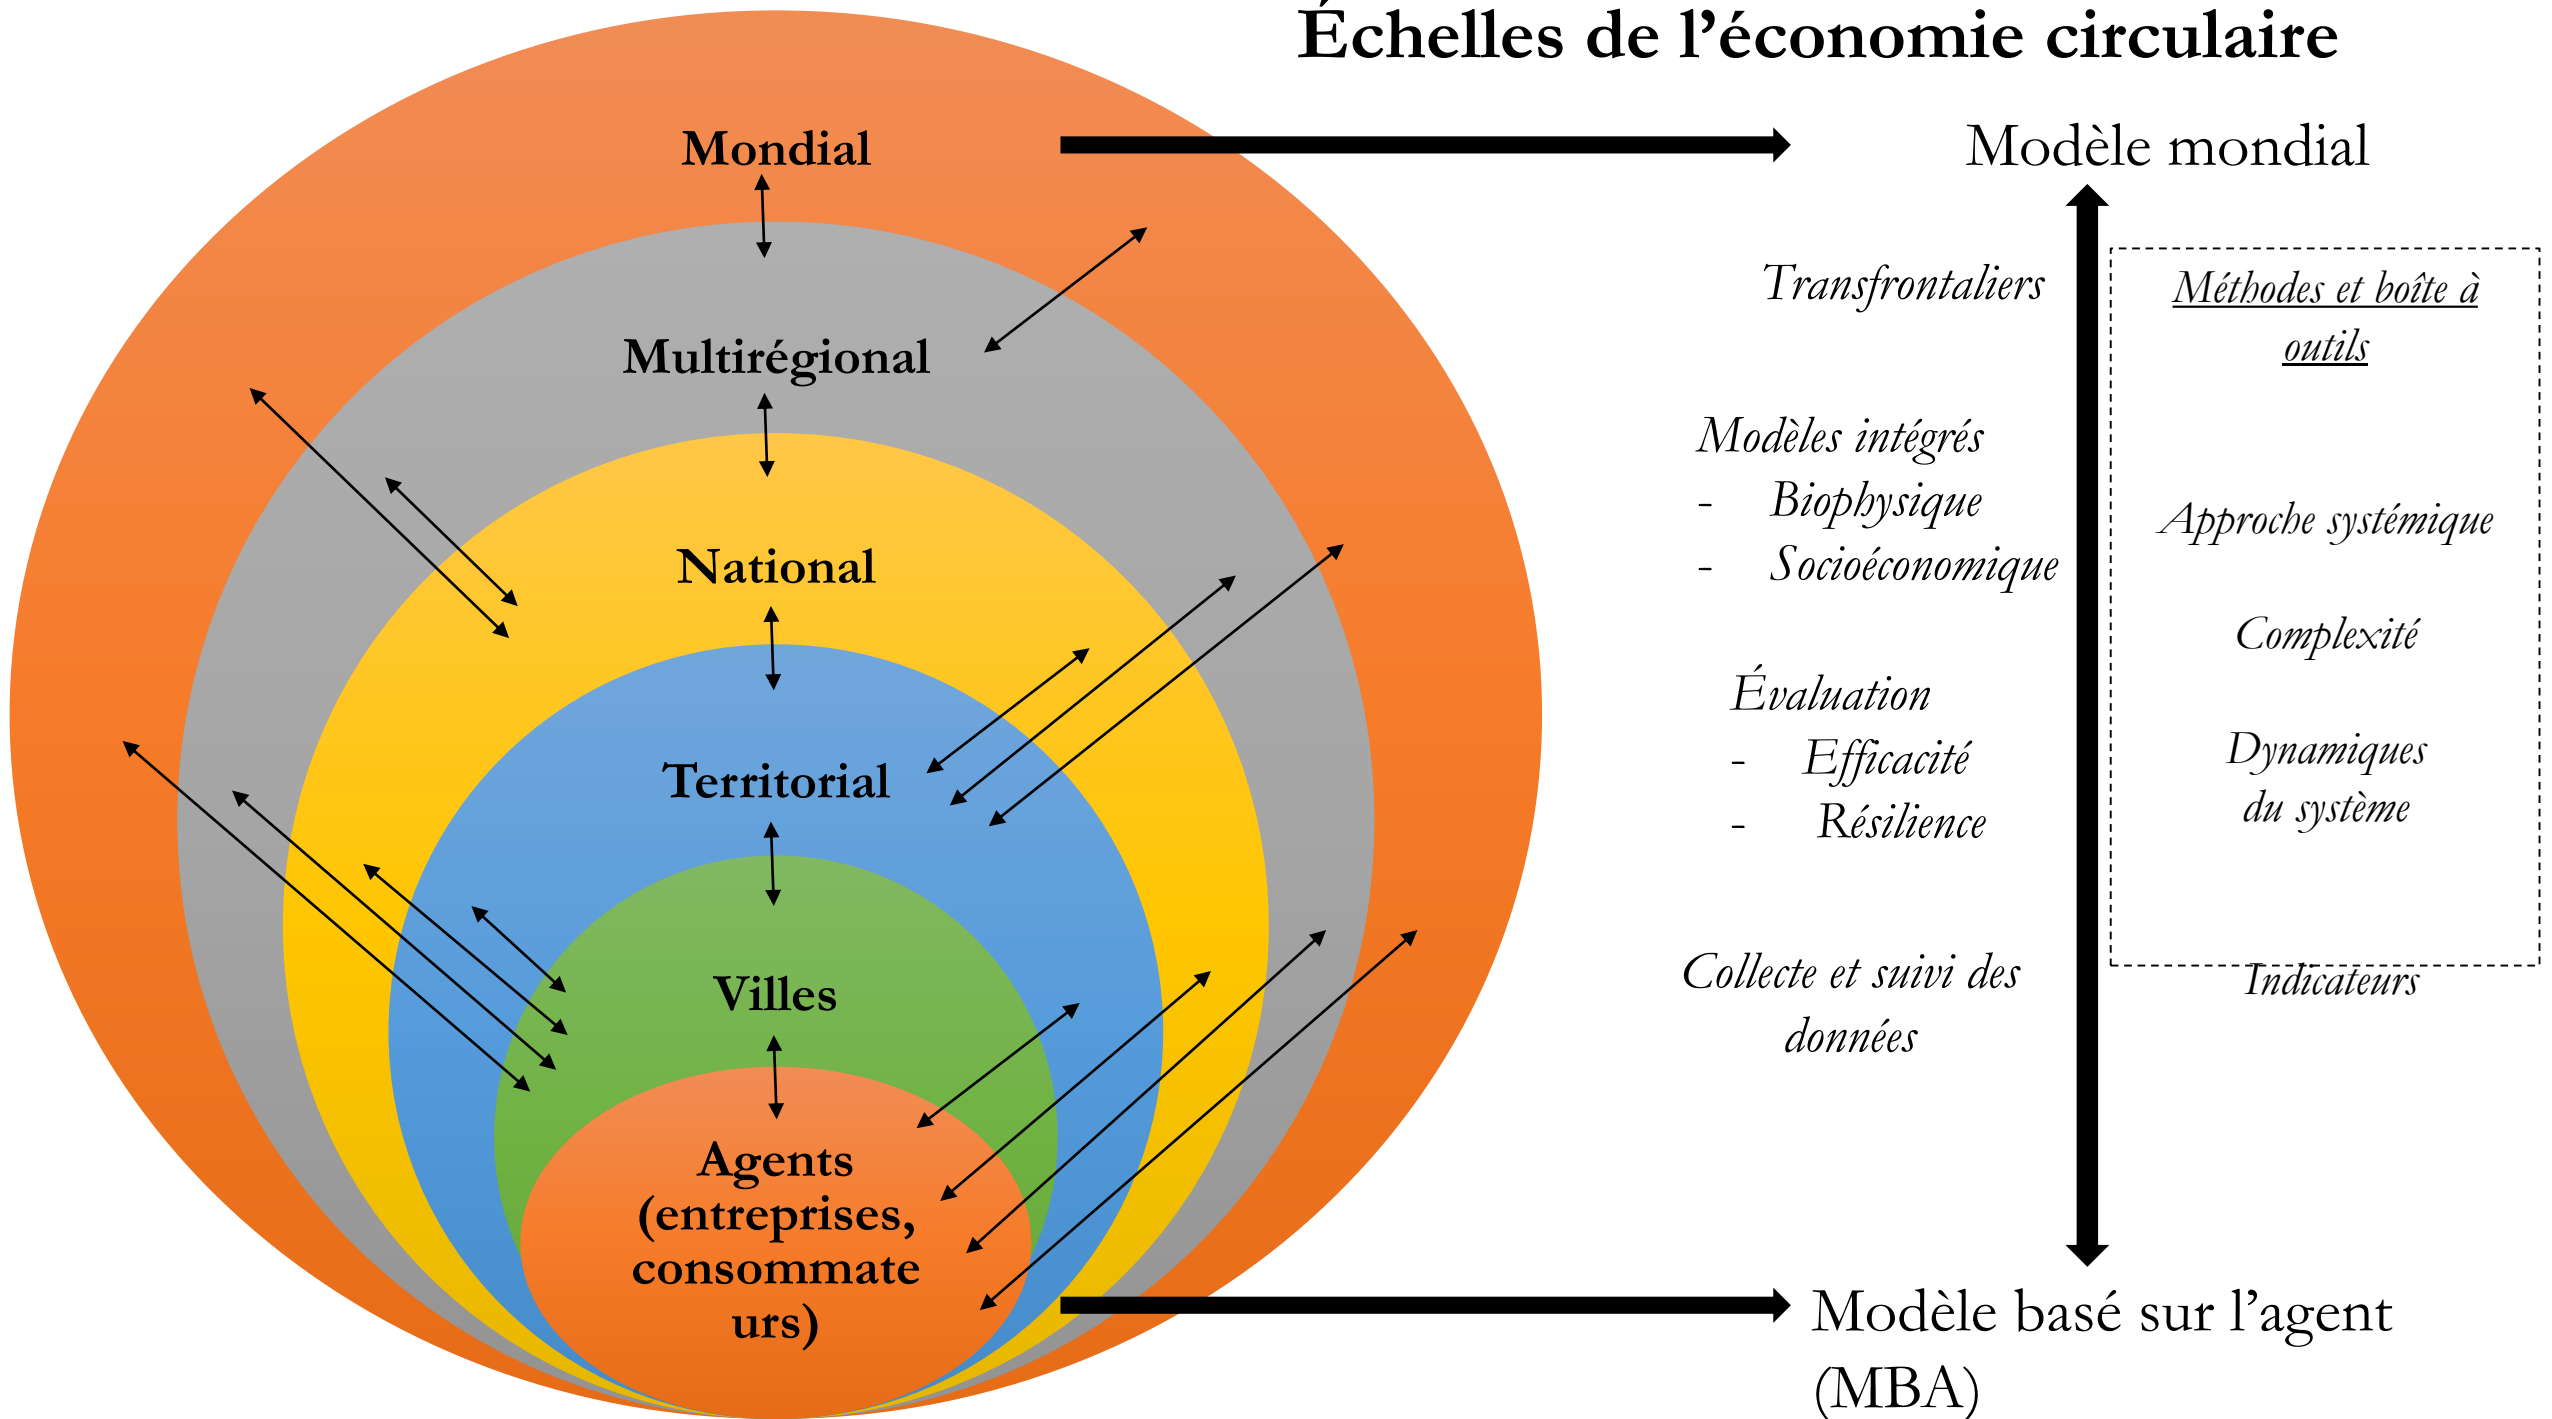 Échelles de l’économie circulaire
Mondial
Multirégional
National
Territorial
Villes
Agents
(entreprises,
consommate
urs)
Modèle mondial
Transfrontaliers
Modèles intégrés
- Biophysique
- Socioéconomique
Évaluation
- Efficacité
- Résilience
Collecte et suivi des
données
Méthodes et boîte à
outils
Approche systémique
Complexité
Dynamiques
du système
Indicateurs
Modèle basé sur l’agent
(MBA)